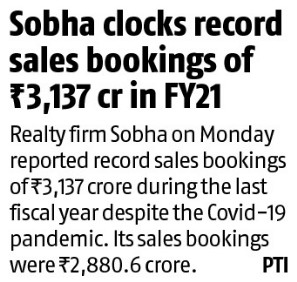 Sobha clocks record
sales bookings of
₹3,137 cr in FY21
Realty firm Sobha on Monday
reported record sales bookings
of ₹3,137 crore during the last
fiscal year despite the Covid-19
pandemic. Its sales bookings
were ₹2,880.6 crore. PTI